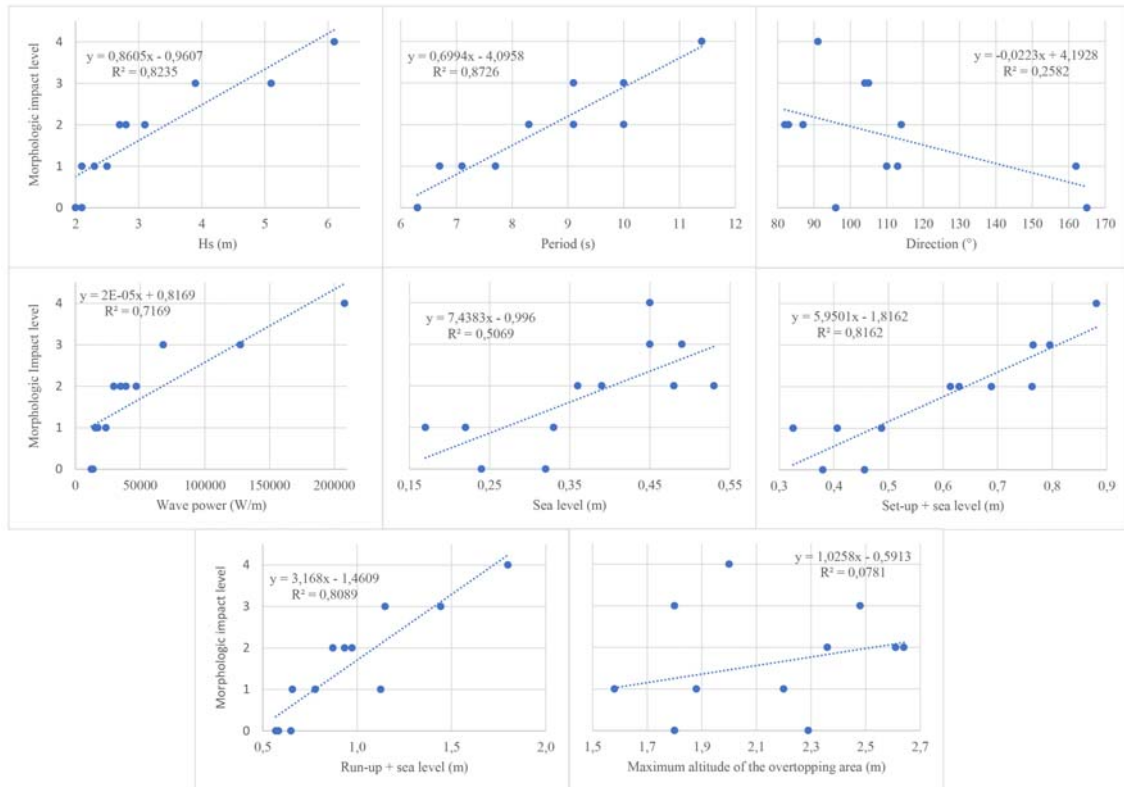 Morphologic impact level
4
3
2
1
0
y = 0,8605x - 0,9607
R² = 0,8235
2
3
4
5
6
Hs (m)
y = 0,6994x - 4,0958
R² = 0,8726
6
7
8
9
10
11
12
Period (s)
y = -0,0223x + 4,1928
R² = 0,2582
80
90
100
110
120
130
140
150
160
170
Direction (°)
Morphologic Impact level
4
3
2
1
0
y = 2E-05x + 0,8169
R² = 0,7169
0
50000
100000
150000
200000
Wave power (W/m)
y = 7,4383x - 0,996
R² = 0,5069
0,15
0,25
0,35
0,45
0,55
Sea level (m)
y = 5,9501x - 1,8162
R² = 0,8162
0,3
0,4
0,5
0,6
0,7
0,8
0,9
Set-up + sea level (m)
Morphologic impact level
4
3
2
1
0
y = 3,168x - 1,4609
R² = 0,8089
0,5
1,0
1,5
2,0
Run-up + sea level (m)
y = 1,0258x - 0,5913
R² = 0,0781
1,5
1,7
1,9
2,1
2,3
2,5
2,7
Maximum altitude of the overtopping area (m)